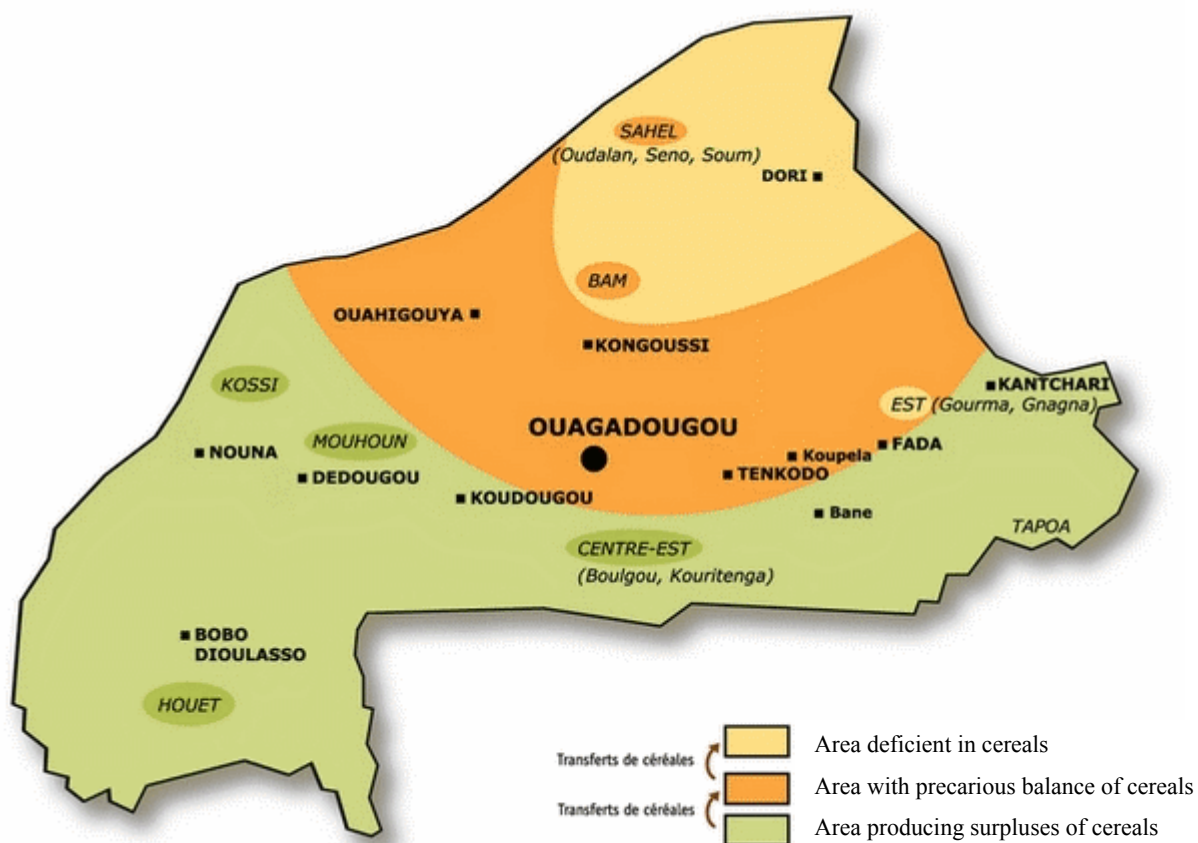 SAHEL
(Oudalan, Seno, Soum)
DORI
BAM
OUAHIGOUYA
KONGOUSSI
KOSSI
KANTCHARI
EST (Gourma, Gnagna)
OUAGADOUGOU
MOUHOUN
NOUNA
FADA
Koupela
DEDOUGOU
TENKODO
KOUDOUGOU
Bane
TAPOA
CENTRE-EST
(Boulgou, Kouritenga)
BOBO
DIOULASSO
HOUET
Transferts de céréales
Area deficient in cereals
Area with precarious balance of cereals
Transferts de céréales
Area producing surpluses of cereals